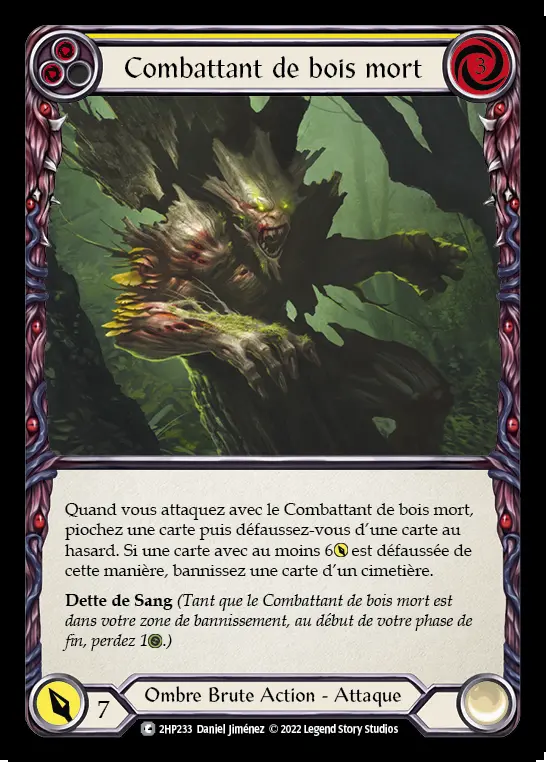 Combattant de bois mort
3
Quand vous attaquez avec le Combattant de bois mort,
piochez une carte puis défaussez-vous d'une carte au
hasard. Si une carte avec au moins 6 est défaussée de
cette manière, bannissez une carte d'un cimetière.
Dette de Sang (Tant que le Combattant de bois mort est
dans votre zone de bannissement, au début de votre phase de
fin, perdez 1.)
7
Ombre Brute Action - Attaque
C 2HP233 Daniel Jiménez © 2022 Legend Story Studios